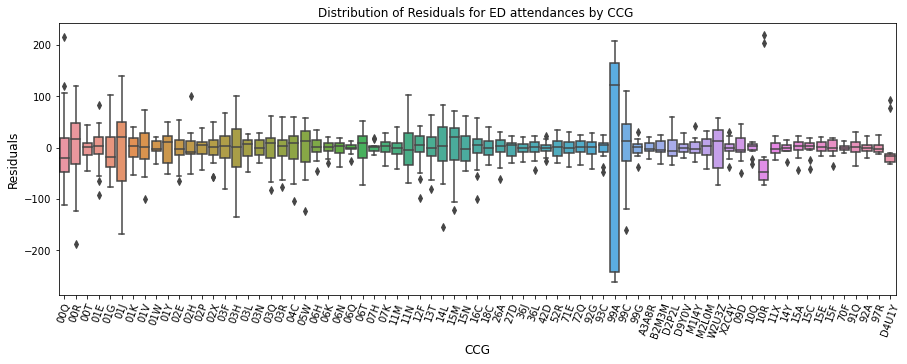 Distribution of Residuals for ED attendances by CCG
Residuals
200
100
0
−100
−200
00Q 00R 00T 01E 01G 01J 01K 01V 01W 01Y 02E 02H 02P 02X 03F 03H 03L 03N 03Q 03R 04C 05W 06H 06K 06N 06Q 06T 07H 07K 11M 11N 12F 13T 14L 15M 15N 16C 18C 26A 27D 36J 36L 42D 52R 71E 72Q 92G 93C 99A 99C 99G A3A8R B2M3M D2P2L D9Y0V M1J4Y M2L0M W2U3Z X2C4Y 09D 10Q 10R 11X 14Y 15A 15C 15E 15F 70F 91Q 92A 97R D4U1Y
CCG